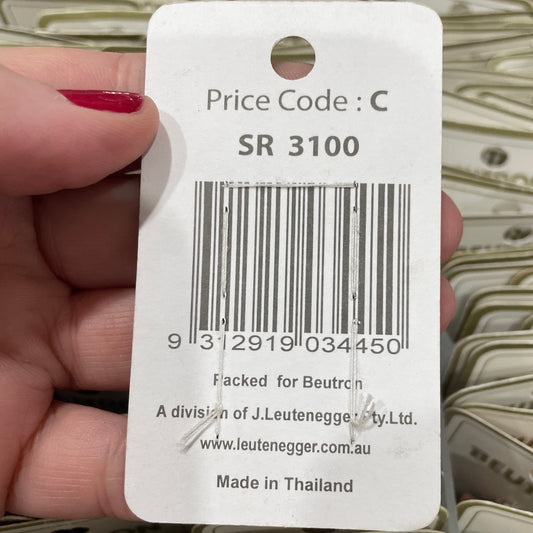 Price Code : C
SR 3100
9 312919 034450
Packed for Beutron
A division of J.Leutenegger Pty.Ltd.
www.leutenegger.com.au
Made in Thailand